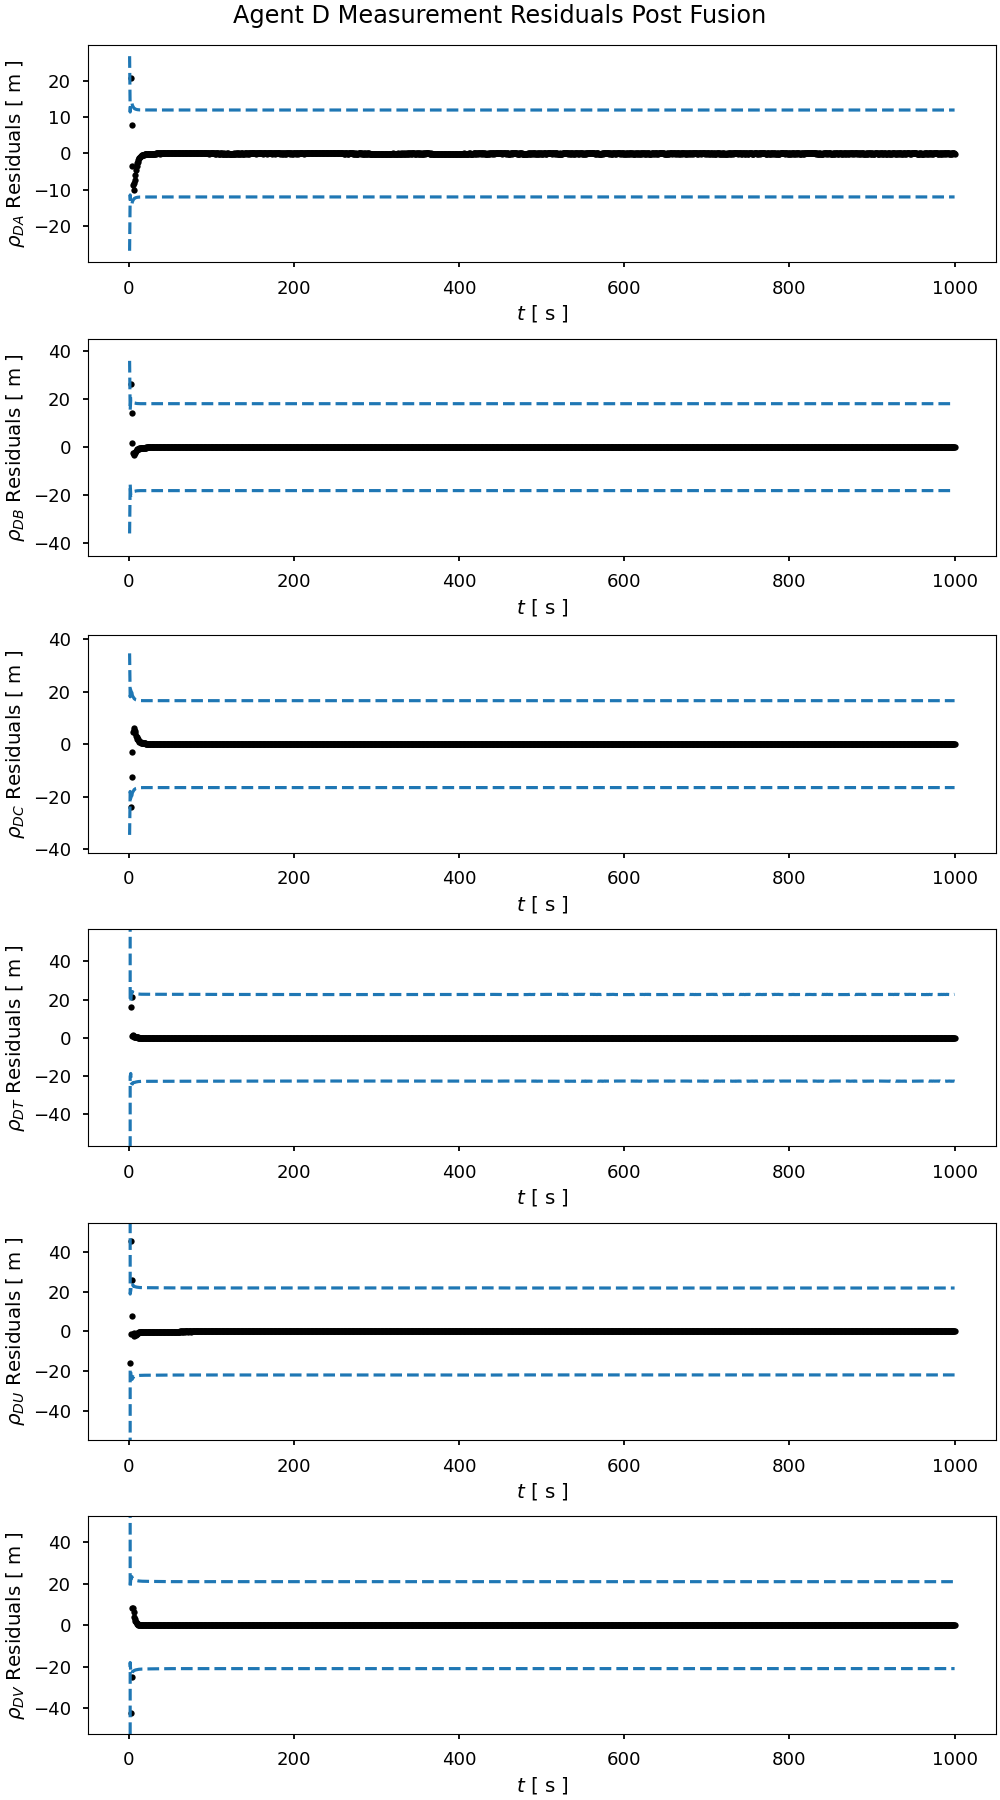 Agent D Measurement Residuals Post Fusion
ρDA Residuals [ m ]
20
10
0
−10
−20
0 200 400 600 800 1000
t [ s ]
ρDB Residuals [ m ]
40
20
0
−20
−40
0 200 400 600 800 1000
t [ s ]
ρDC Residuals [ m ]
40
20
0
−20
−40
0 200 400 600 800 1000
t [ s ]
ρDT Residuals [ m ]
40
20
0
−20
−40
0 200 400 600 800 1000
t [ s ]
ρDU Residuals [ m ]
40
20
0
−20
−40
0 200 400 600 800 1000
t [ s ]
ρDV Residuals [ m ]
40
20
0
−20
−40
0 200 400 600 800 1000
t [ s ]